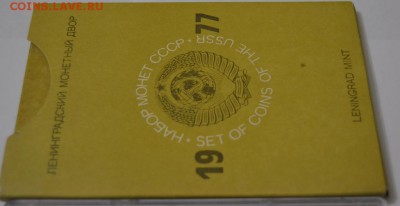 COINS.LAVE.RU
ЛЕНИНГРАДСКИЙ МОНЕТНЫЙ ДВОР
НАБОР МОНЕТ СССР • SET OF COINS OF THE USSR •
19 77
LENINGRAD MINT